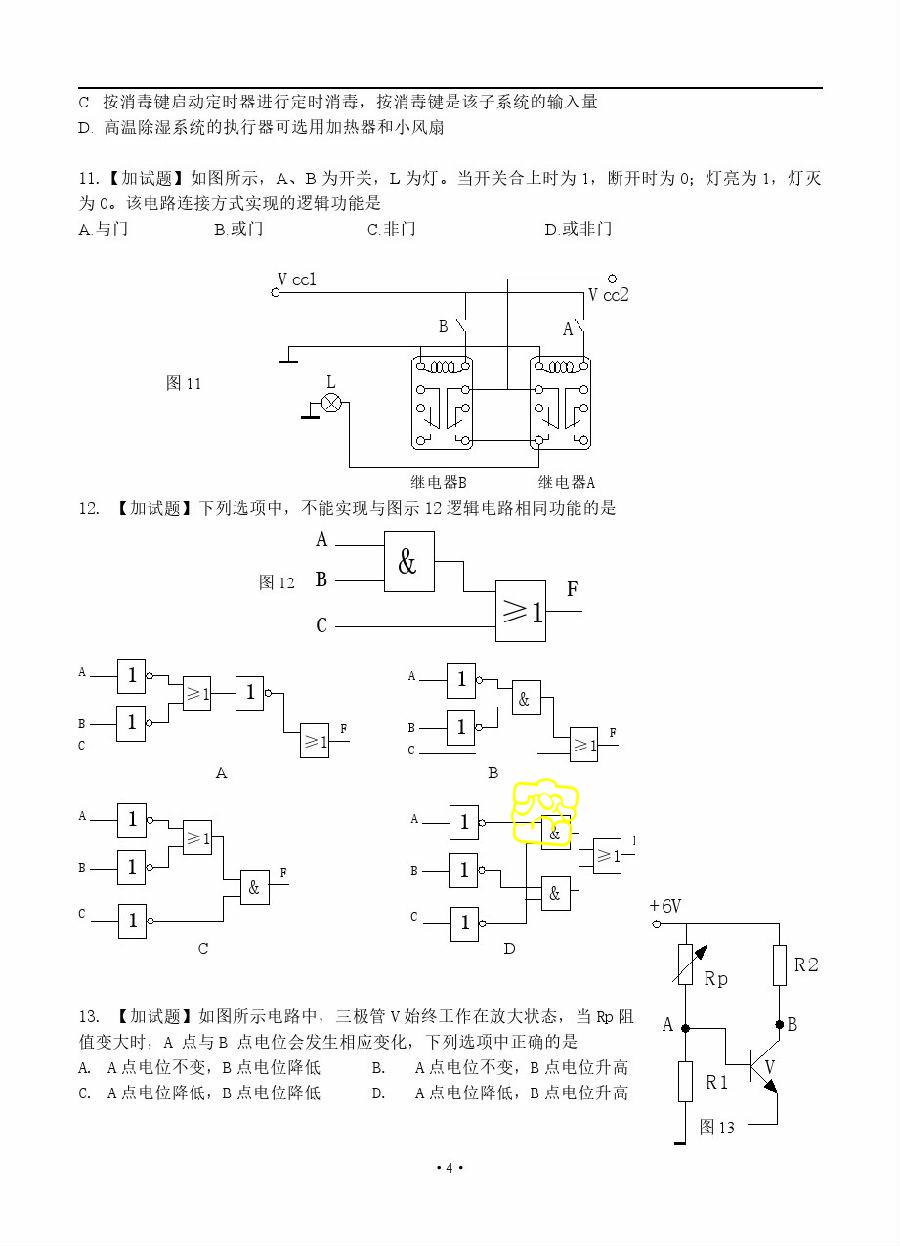 C 按消毒键启动定时器进行定时消毒，按消毒键是该子系统的输入量
D. 高温除湿系统的执行器可选用加热器和小风扇
11.【加试题】如图所示，A、B 为开关，L 为灯。当开关合上时为 1，断开时为 0；灯亮为 1，灯灭
为 0。该电路连接方式实现的逻辑功能是
A.与门 B.或门 C.非门 D.或非门
V cc1
V cc2
B A
图 11
L
继电器B 继电器A
12. 【加试题】下列选项中，不能实现与图示 12 逻辑电路相同功能的是
A
&
图 12 B
F
≥1
C
A 1 ≥1 1
B 1
C
≥1 F
A
A 1 &
B 1
C
≥1 F
B
A 1 ≥1
B 1
& F
C 1
C
A 1 &
≥1
B 1 &
C 1
D
+6V
Rp R2
A B
R1 V
图 13
13. 【加试题】如图所示电路中，三极管 V 始终工作在放大状态，当 Rp 阻
值变大时，A 点与 B 点电位会发生相应变化，下列选项中正确的是
A. A 点电位不变，B 点电位降低 B. A 点电位不变，B 点电位升高
C. A 点电位降低，B 点电位降低 D. A 点电位降低，B 点电位升高
·4·